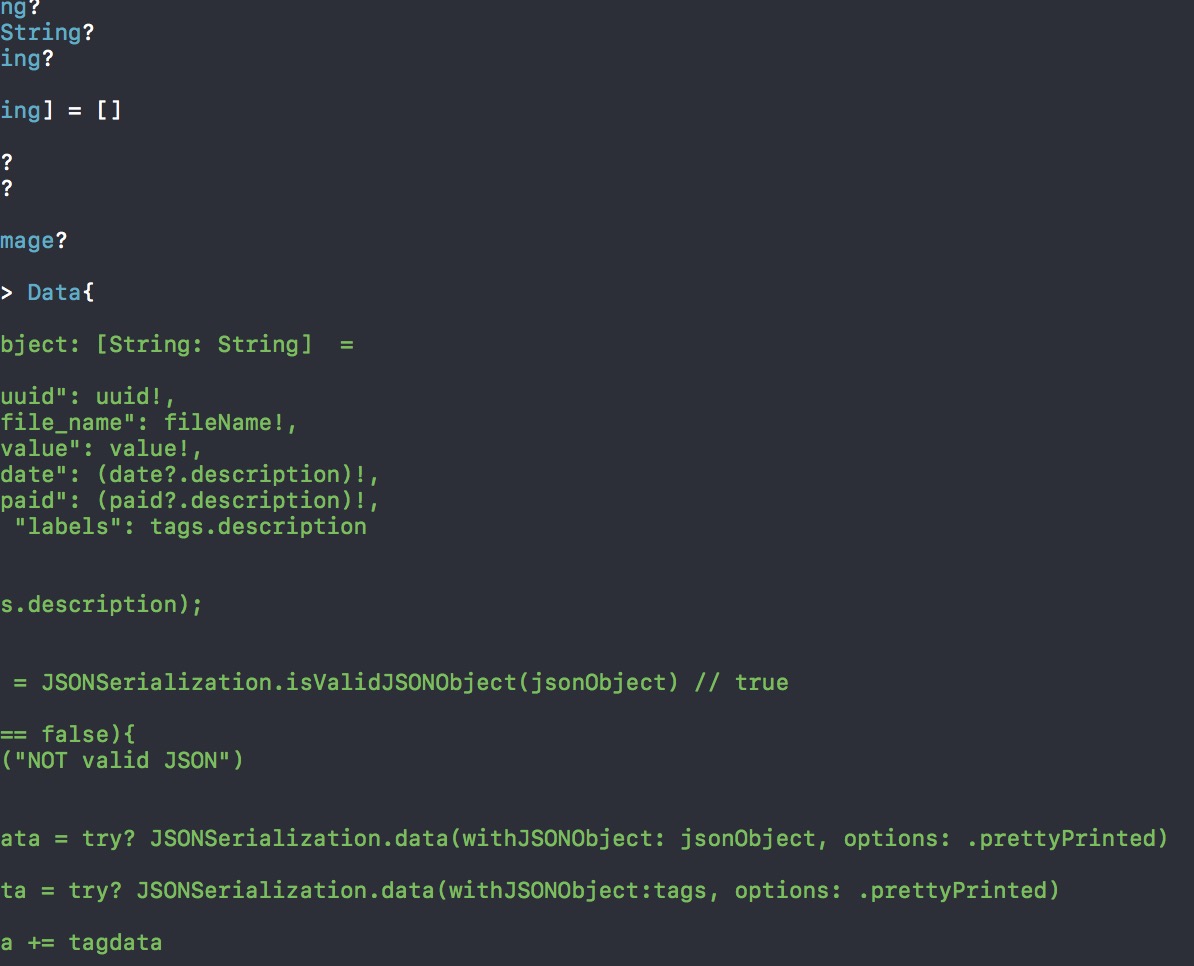 ng?
String?
ing?
ing] = []
?
?
mage?
> Data{
bject: [String: String]  =
uuid": uuid!,
file_name": fileName!,
value": value!,
date": (date?.description)!,
paid": (paid?.description)!,
"labels": tags.description
s.description);
= JSONSerialization.isValidJSONObject(jsonObject) // true
== false){
("NOT valid JSON")
ata = try? JSONSerialization.data(withJSONObject: jsonObject, options: .prettyPrinted)
ta = try? JSONSerialization.data(withJSONObject:tags, options: .prettyPrinted)
a += tagdata